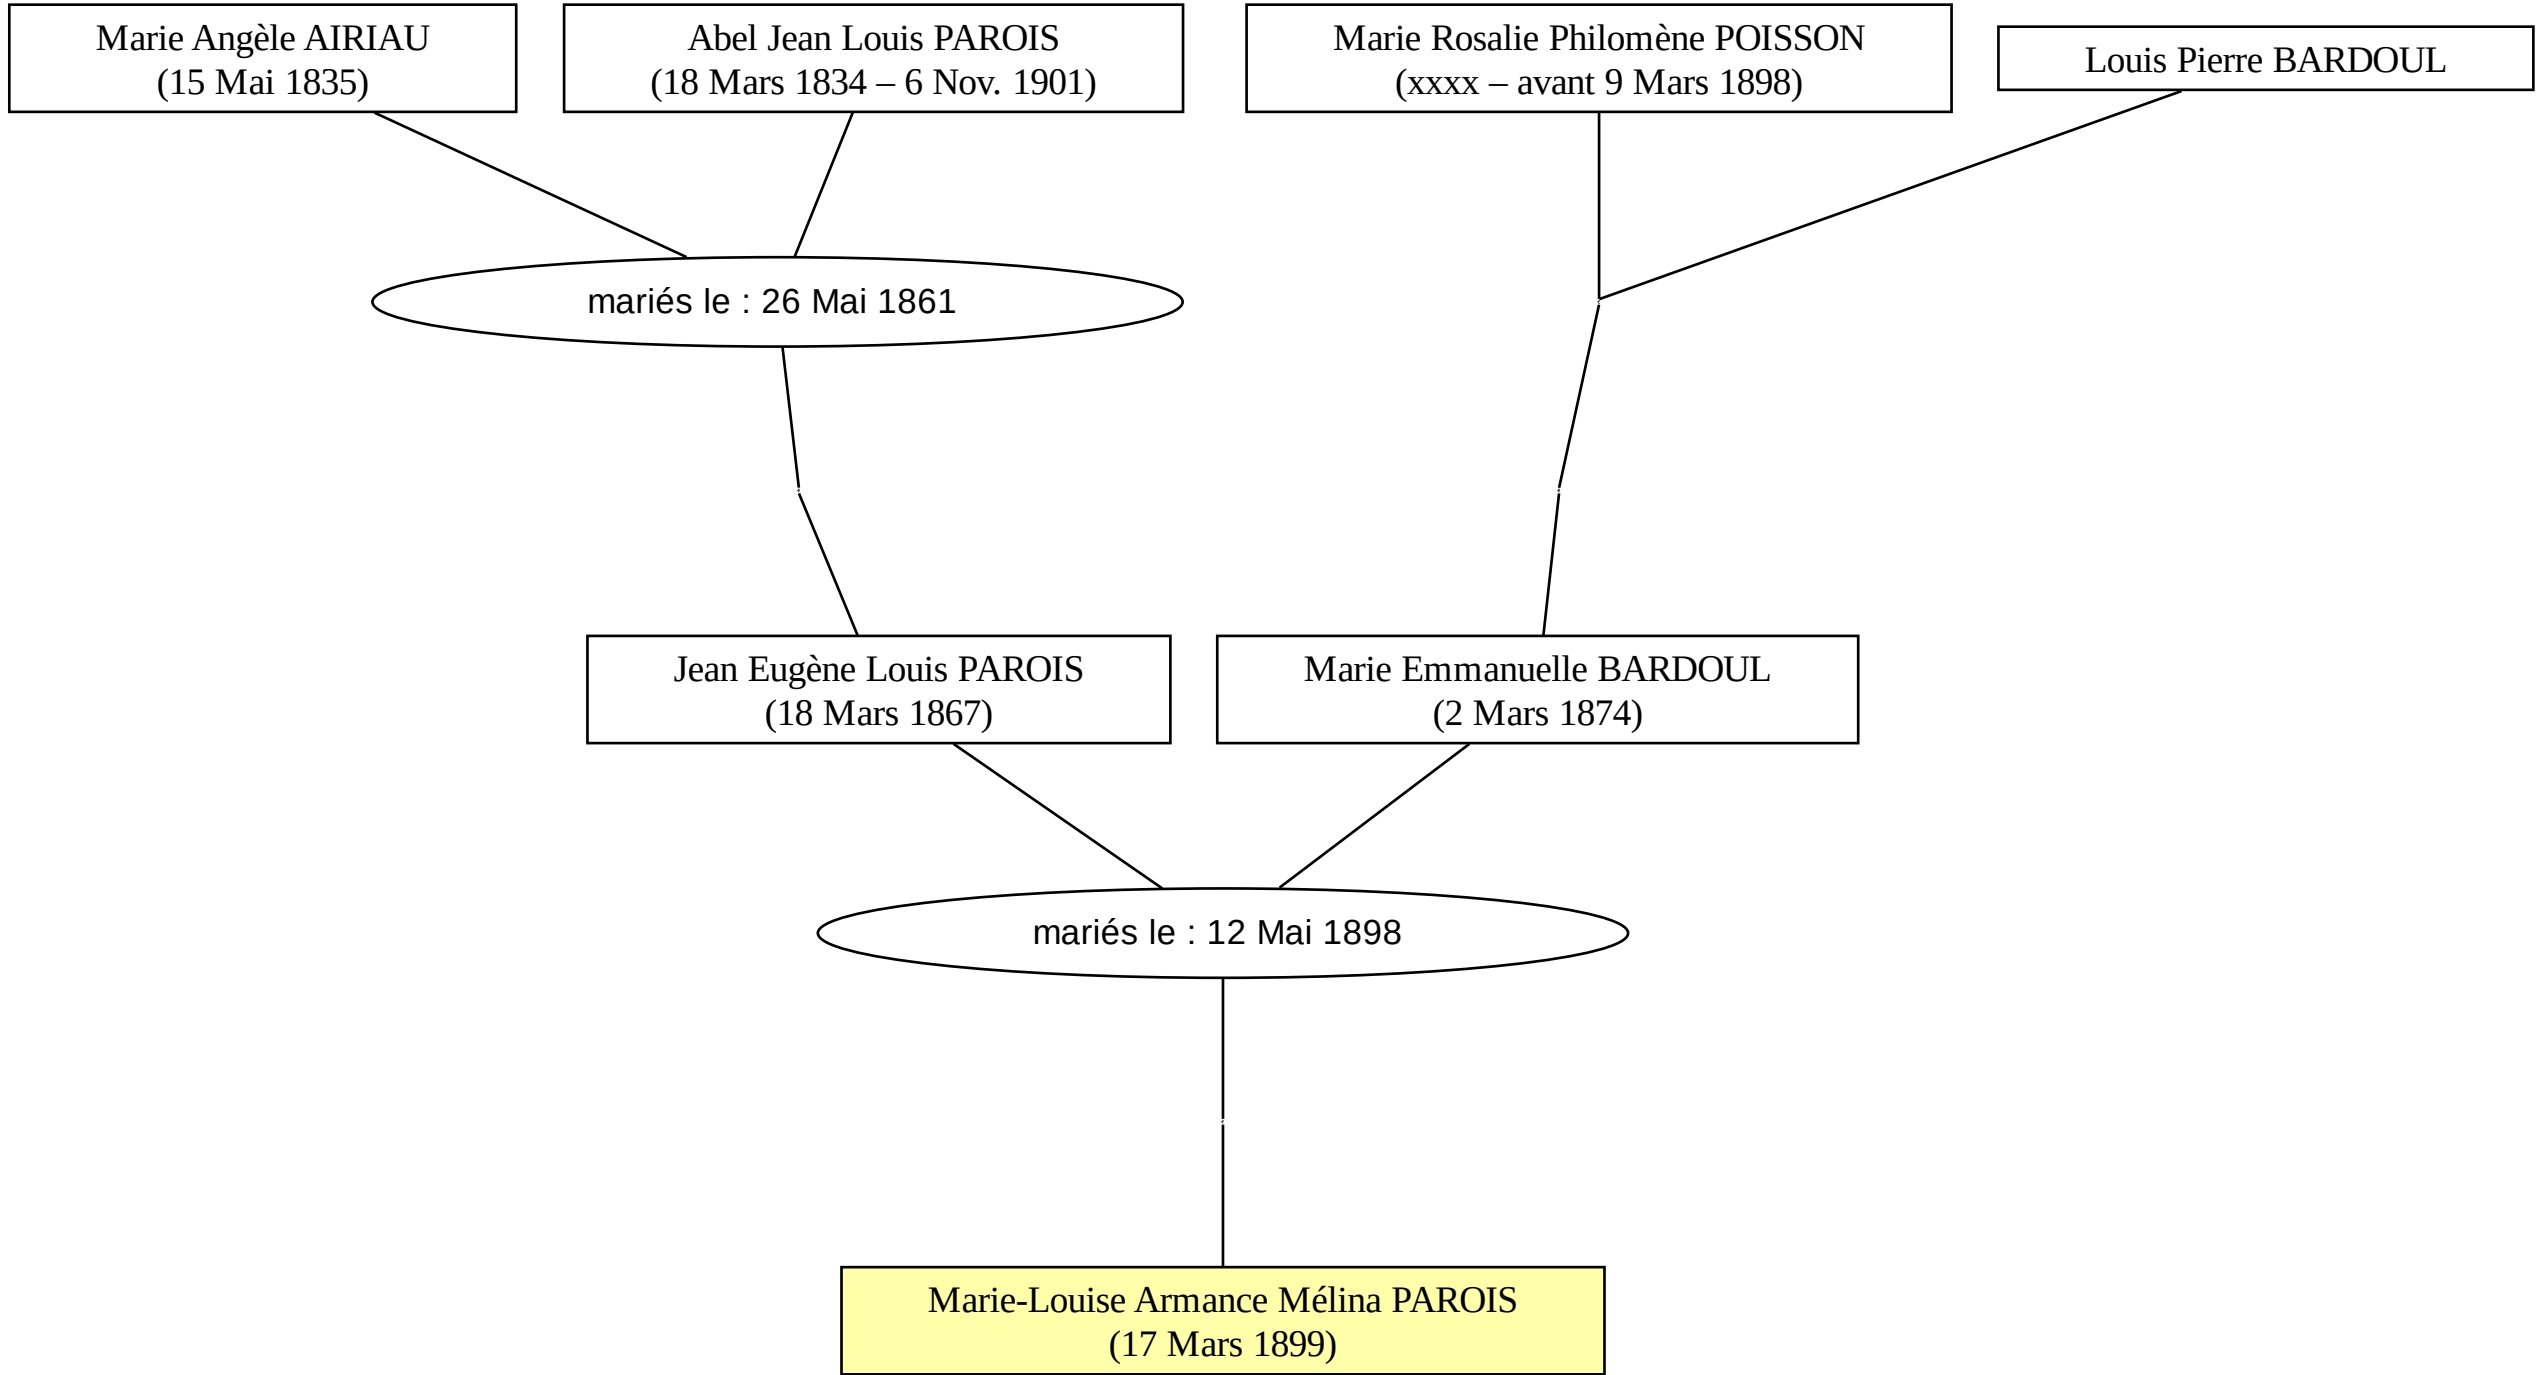 Marie Angèle AIRIAU
(15 Mai 1835)
Abel Jean Louis PAROIS
(18 Mars 1834 – 6 Nov. 1901)
Marie Rosalie Philomène POISSON
(xxxx – avant 9 Mars 1898)
Louis Pierre BARDOUL
mariés le : 26 Mai 1861
Jean Eugène Louis PAROIS
(18 Mars 1867)
Marie Emmanuelle BARDOUL
(2 Mars 1874)
mariés le : 12 Mai 1898
Marie-Louise Armance Mélina PAROIS
(17 Mars 1899)